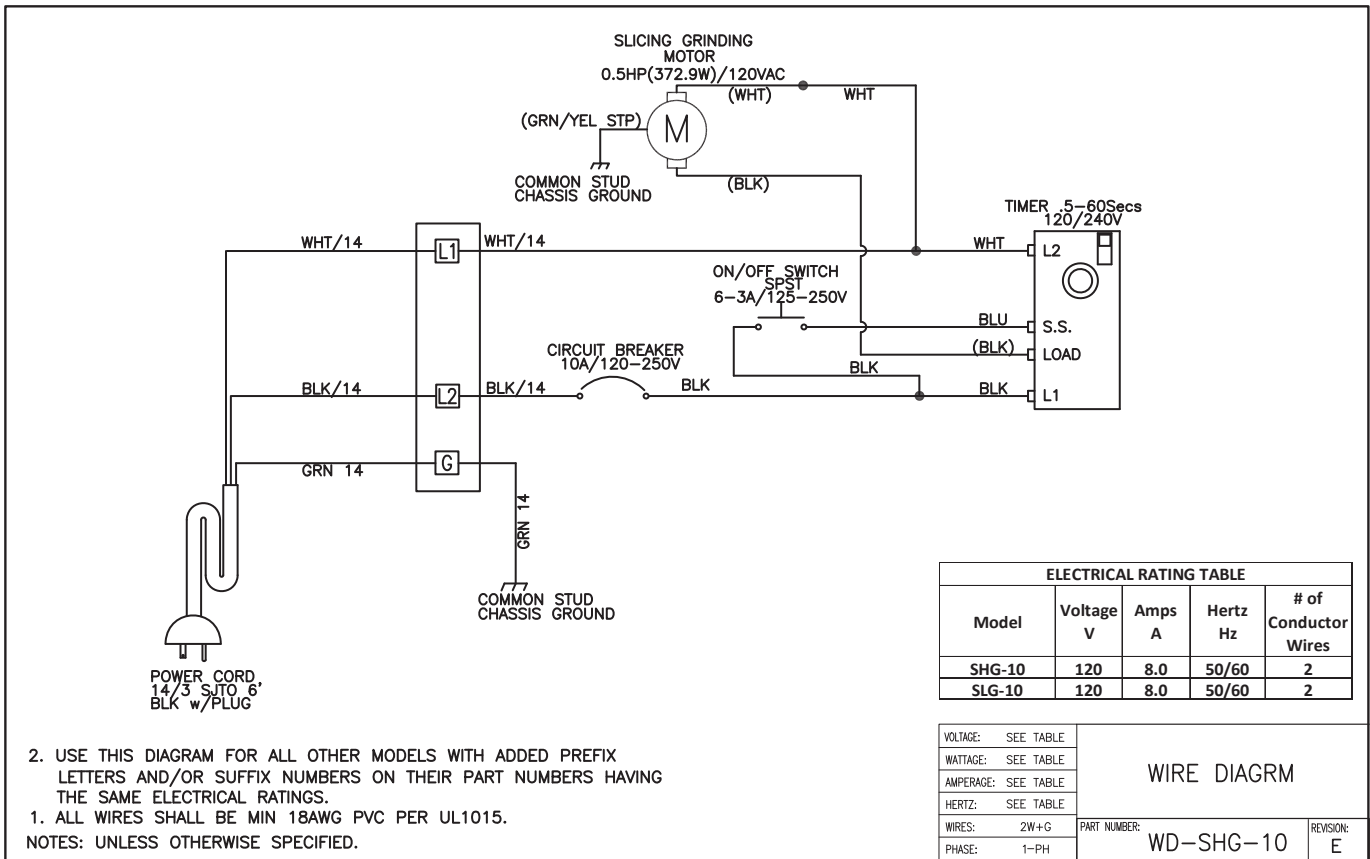 SLICING GRINDING
MOTOR
0.5HP(372.9W)/120VAC
(WHT)
WHT
(GRN/YEL STP)
M
COMMON STUD
CHASSIS GROUND
(BLK)
TIMER .5-60Secs
120/240V
WHT/14
L1
WHT/14
WHT
L2
ON/OFF SWITCH
SPST
6-3A/125-250V
BLU
S.S.
(BLK)
LOAD
CIRCUIT BREAKER
10A/120-250V
BLK
BLK/14
L2
BLK/14
BLK
BLK
L1
GRN 14
G
GRN 14
COMMON STUD
CHASSIS GROUND
POWER CORD
14/3 SJTO 6'
BLK w/PLUG
ELECTRICAL RATING TABLE
Model Voltage V Amps A Hertz Hz # of Conductor Wires
SHG-10 120 8.0 50/60 2
SLG-10 120 8.0 50/60 2
2. USE THIS DIAGRAM FOR ALL OTHER MODELS WITH ADDED PREFIX
LETTERS AND/OR SUFFIX NUMBERS ON THEIR PART NUMBERS HAVING
THE SAME ELECTRICAL RATINGS.
1. ALL WIRES SHALL BE MIN 18AWG PVC PER UL1015.
NOTES: UNLESS OTHERWISE SPECIFIED.
VOLTAGE: SEE TABLE
WATTAGE: SEE TABLE
AMPERAGE: SEE TABLE
HERTZ: SEE TABLE
WIRES: 2W+G
PHASE: 1-PH
WIRE DIAGRM
PART NUMBER: WD-SHG-10
REVISION: E